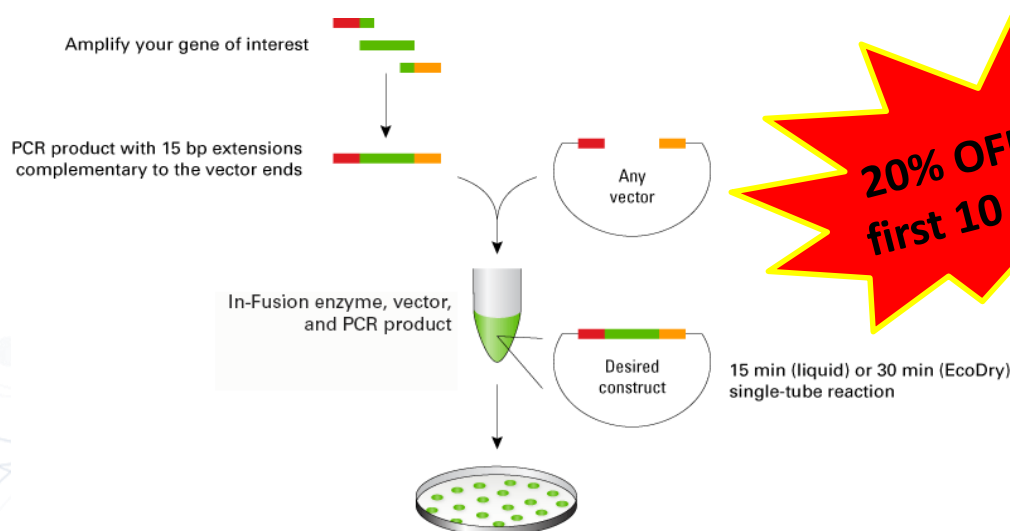 Amplify your gene of interest
PCR product with 15 bp extensions
complementary to the vector ends
Any
vector
20% OFF
first 10
In-Fusion enzyme, vector,
and PCR product
Desired
construct
15 min (liquid) or 30 min (EcoDry)
single-tube reaction